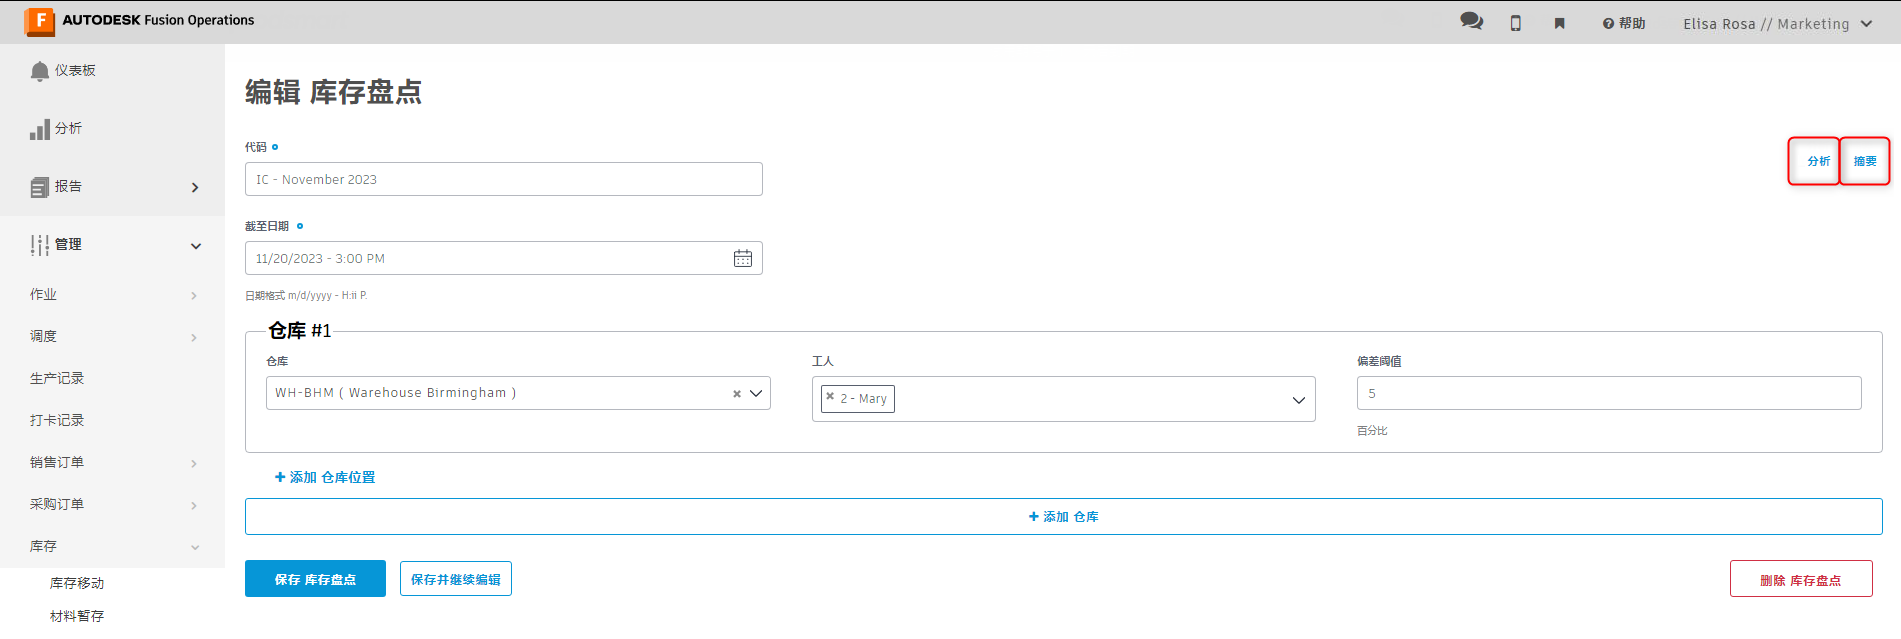 AUTODESK Fusion Operations
帮助
Elisa Rosa // Marketing
仪表板
分析
报告
管理
作业
调度
生产记录
打卡记录
销售订单
采购订单
库存
库存移动
材料暂存
编辑 库存盘点
分析
摘要
代码
IC - November 2023
截至日期
11/20/2023 - 3:00 PM
日期格式 m/d/yyyy - H:ii P.
仓库 #1
仓库
WH-BHM ( Warehouse Birmingham )
工人
2 - Mary
偏差阈值
5
百分比
添加 仓库位置
添加 仓库
保存 库存盘点
保存并继续编辑
删除 库存盘点